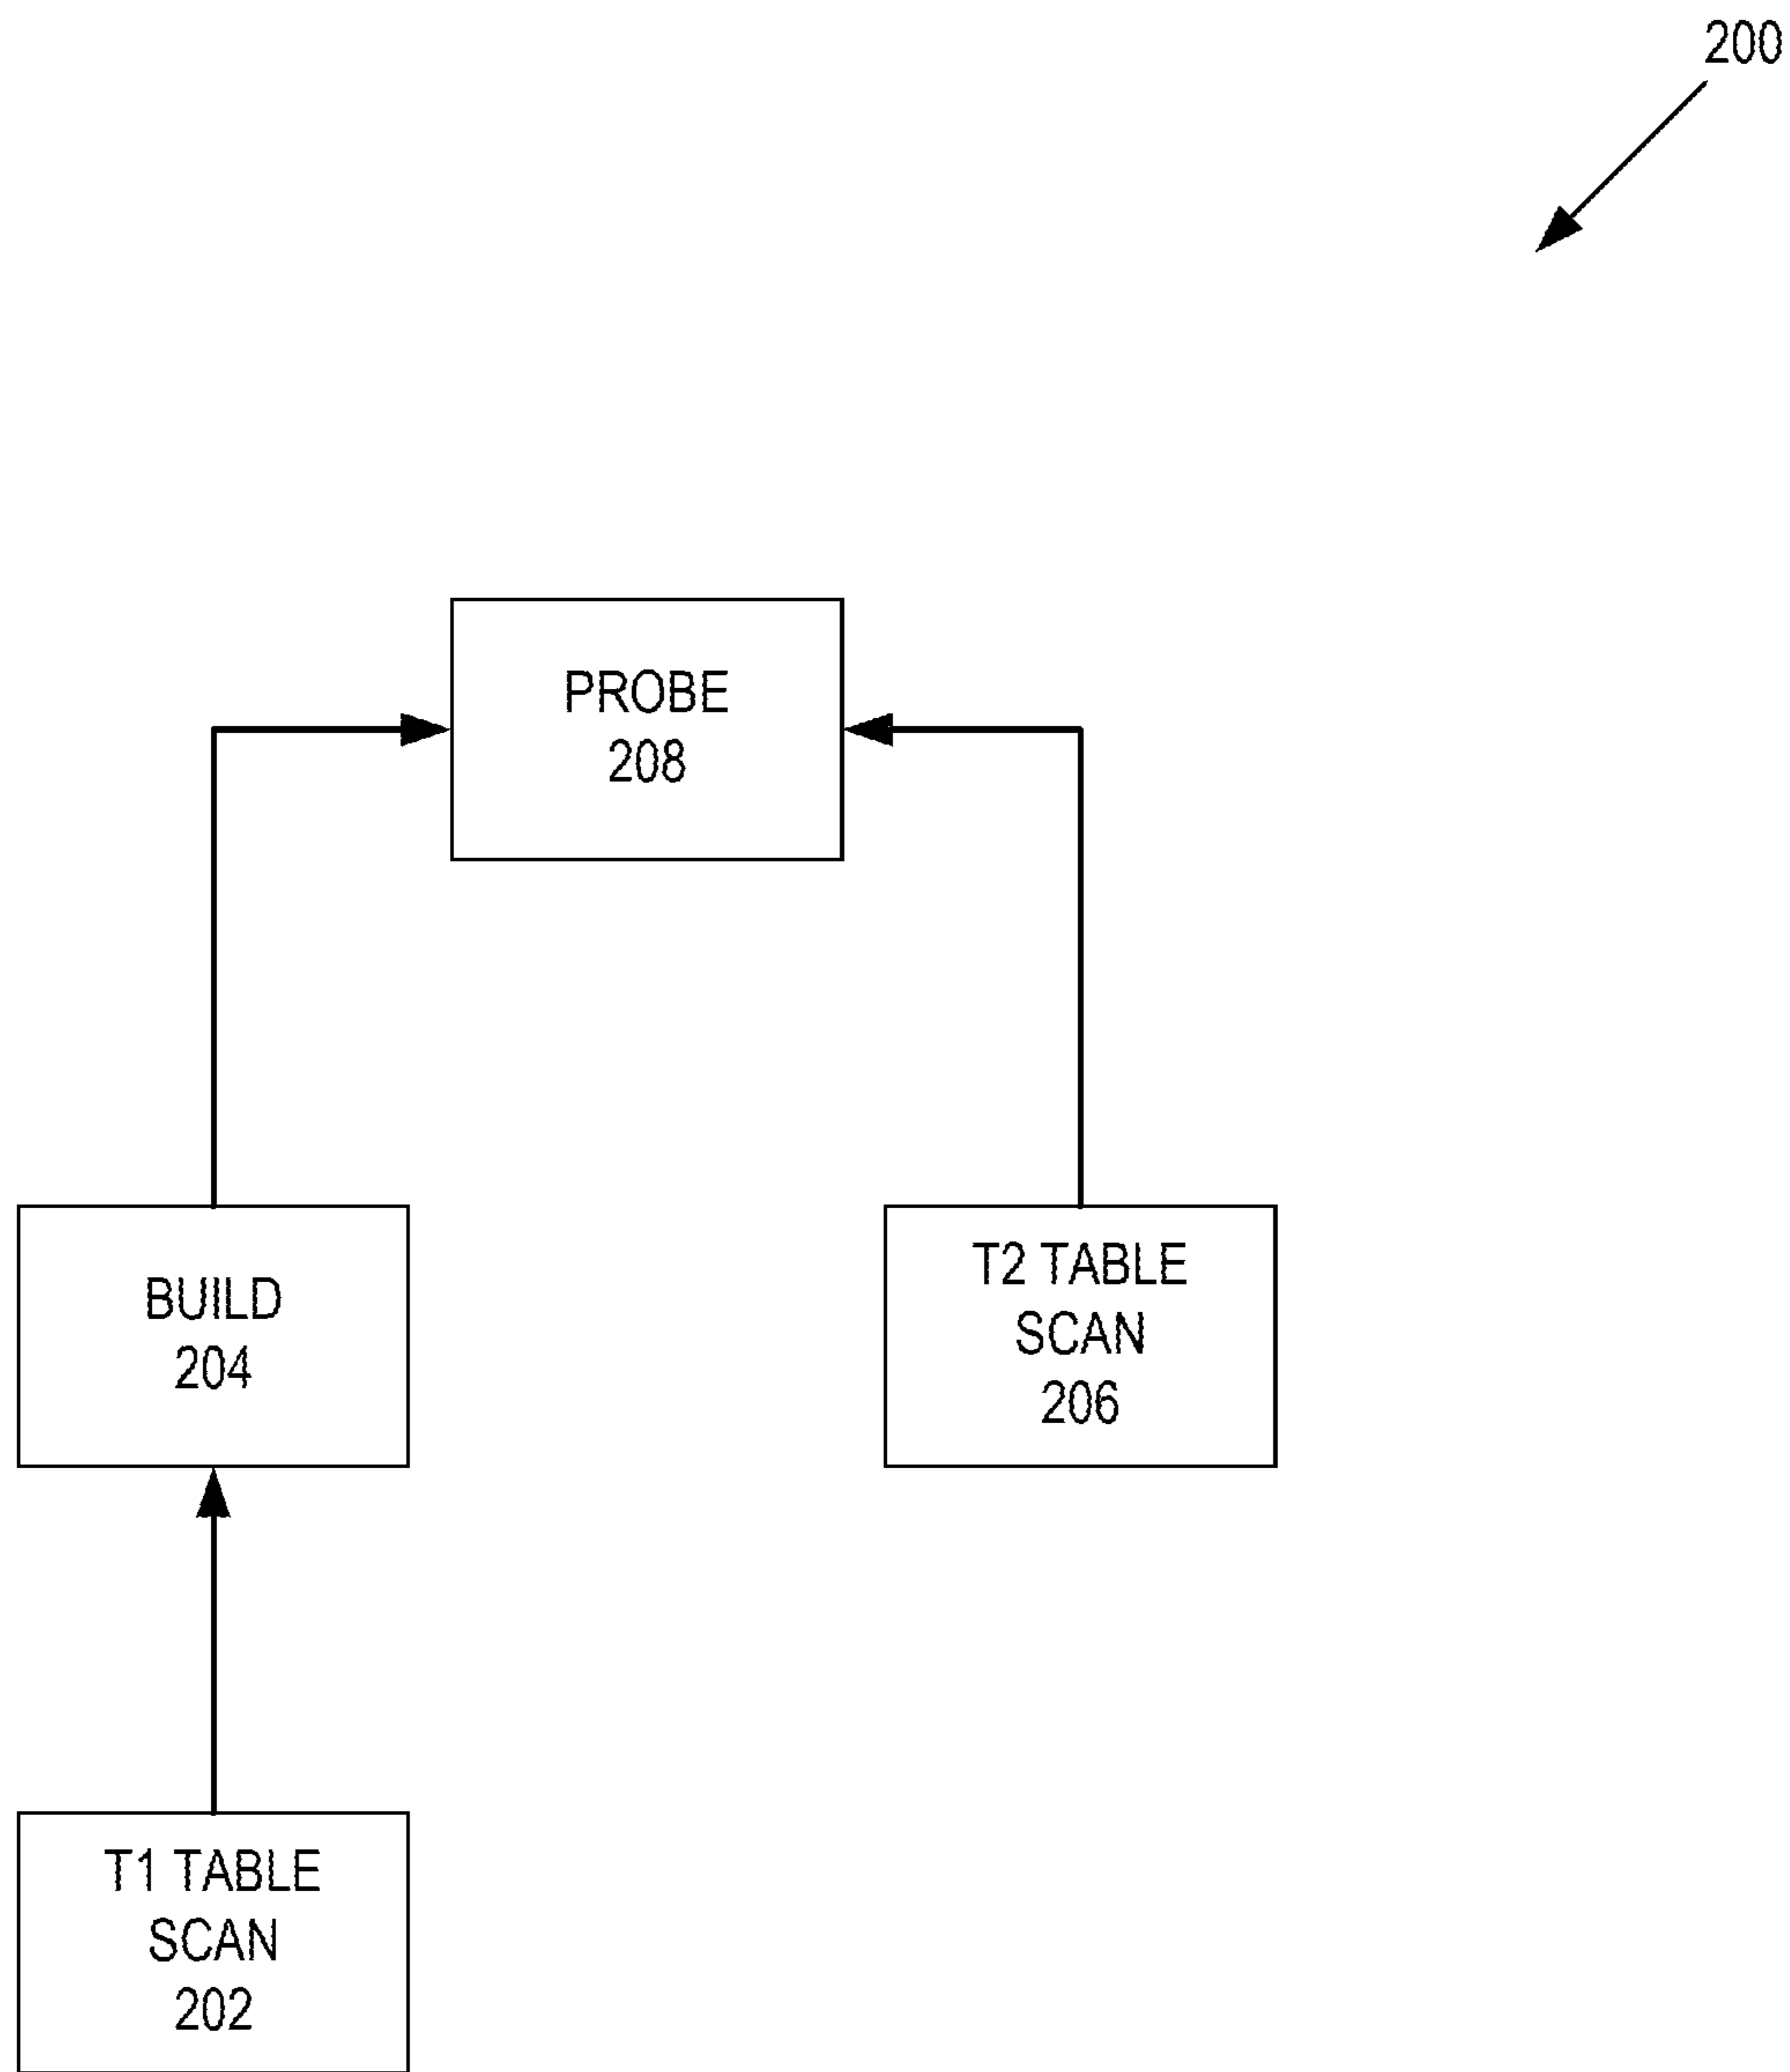 200
PROBE
208
BUILD
204
T2 TABLE
SCAN
206
T1 TABLE
SCAN
202